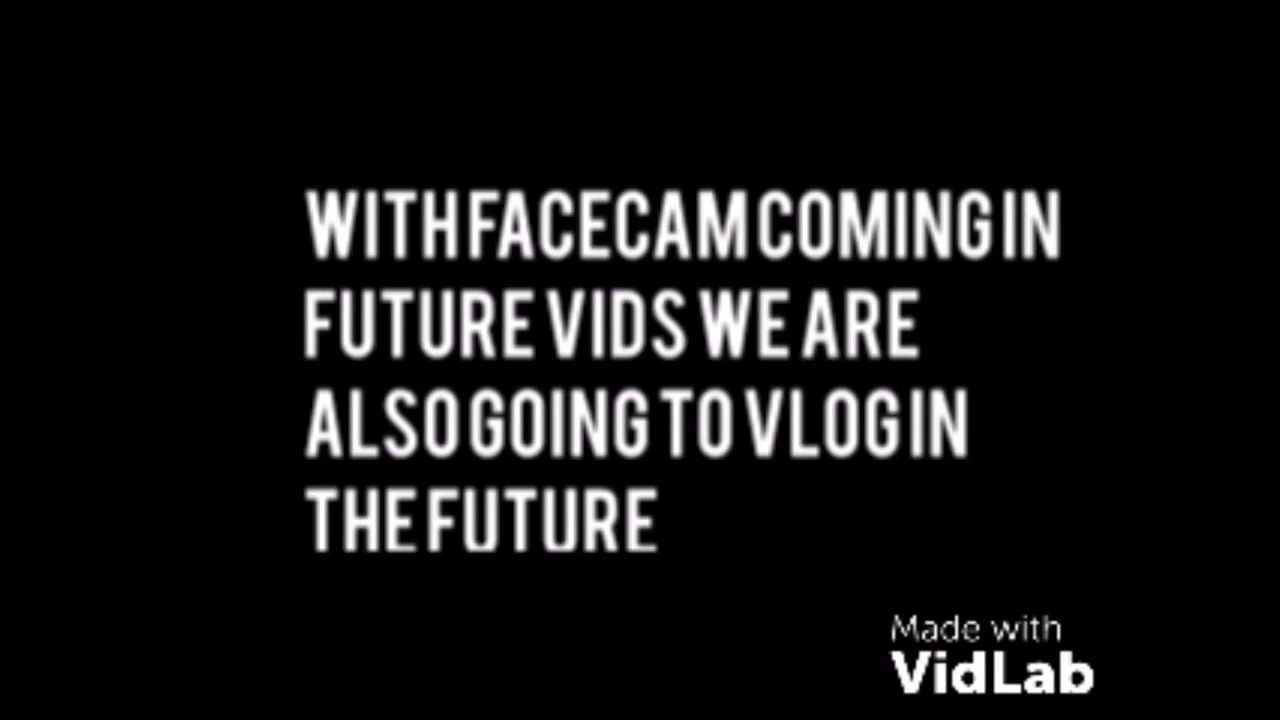 WITH FACECAM COMING IN
FUTURE VIDS WE ARE
ALSO GOING TO VLOG IN
THE FUTURE
Made with
VidLab